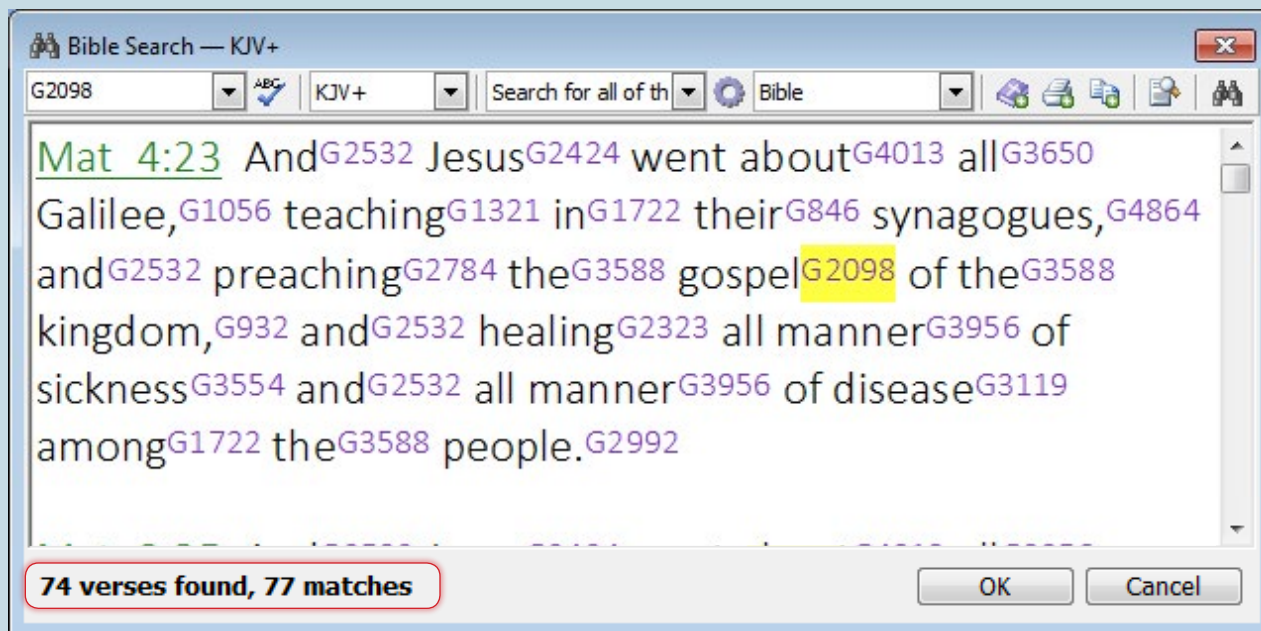 Bible Search — KJV+
G2098 ABC KJV+ Search for all of th Bible
Mat 4:23 AndG2532 JesusG2424 went aboutG4013 allG3650
Galilee,G1056 teachingG1321 inG1722 theirG846 synagogues,G4864
andG2532 preachingG2784 theG3588 gospelG2098 of theG3588
kingdom,G932 andG2532 healingG2323 all mannerG3956 of
sicknessG3554 andG2532 all mannerG3956 of diseaseG3119
amongG1722 theG3588 people.G2992
74 verses found, 77 matches OK Cancel